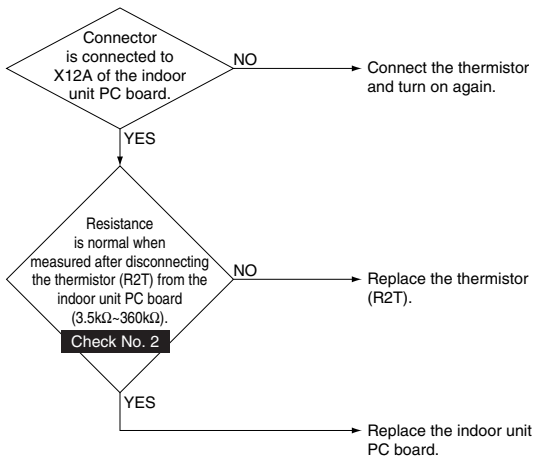 Connector
is connected to
X12A of the indoor
unit PC board.
NO
Connect the thermistor
and turn on again.
YES
Resistance
is normal when
measured after disconnecting
the thermistor (R2T) from the
indoor unit PC board
(3.5kΩ~360kΩ).
Check No. 2
NO
Replace the thermistor
(R2T).
YES
Replace the indoor unit
PC board.